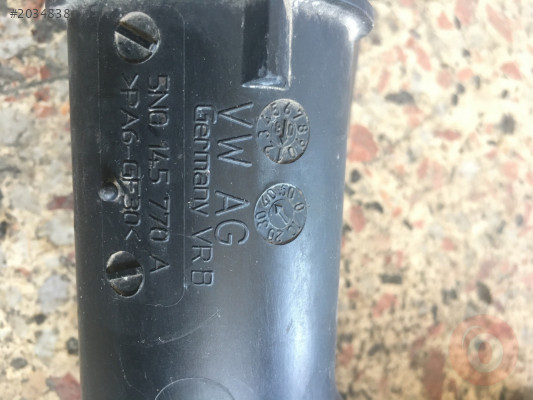 #2034838
5N0 145 770 A
>PA6-GF30<
VW AG
Germany VRB